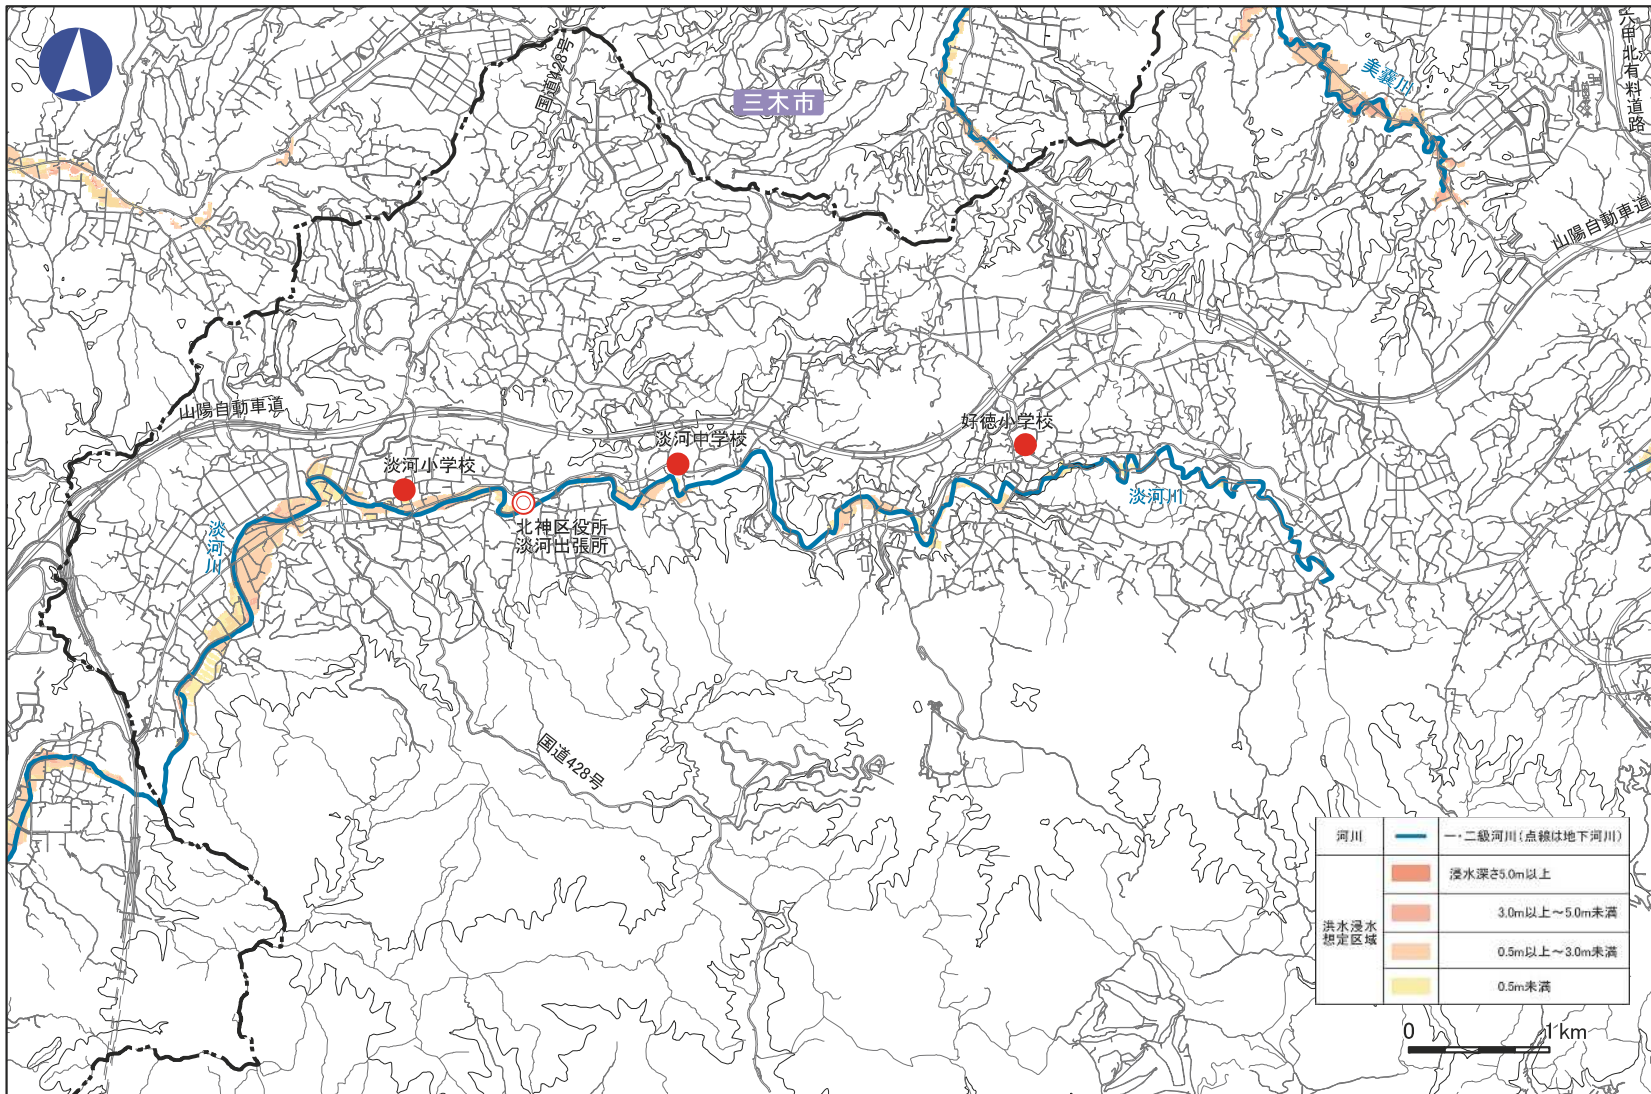 国道428号
三木市
美嚢川
六甲北有料道路
山陽自動車道
山陽自動車道
淡河小学校
淡河中学校
好徳小学校
淡河川
北神区役所
淡河出張所
淡河川
国道428号
河川
一・二級河川(点線は地下河川)
洪水浸水
想定区域
浸水深さ5.0m以上
3.0m以上～5.0m未満
0.5m以上～3.0m未満
0.5m未満
0 1km